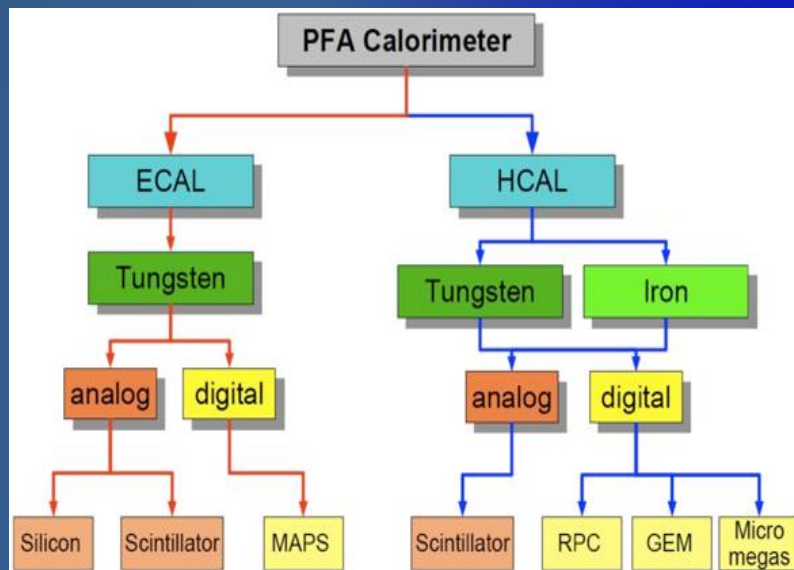 PFA Calorimeter
ECAL
HCAL
Tungsten
Tungsten
Iron
analog
digital
analog
digital
Silicon
Scintillator
MAPS
Scintillator
RPC
GEM
Micro
megas